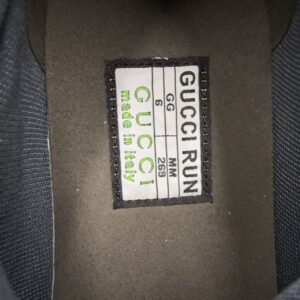 GUCCI RUN
GG MM
6 269
GUCCI
made in italy